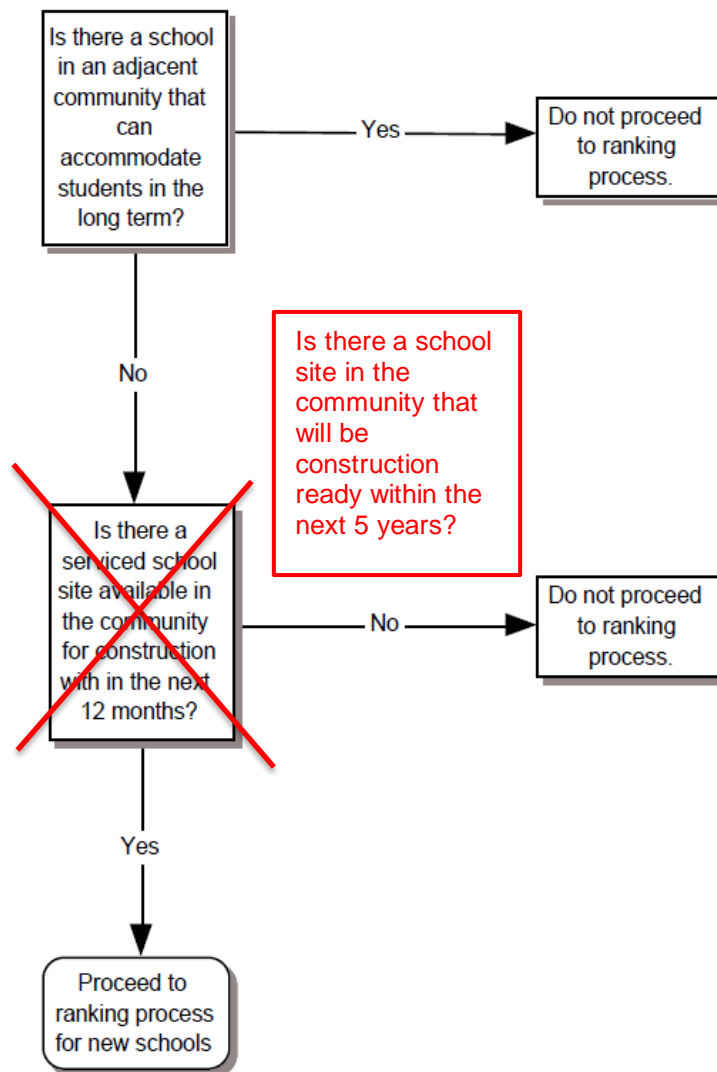 Is there a school
in an adjacent
community that
can
accommodate
students in the
long term?
Yes
Do not proceed
to ranking
process.
No
Is there a school
site in the
community that
will be
construction
ready within the
next 5 years?
Is there a
serviced school
site available in
the community
for construction
with in the next
12 months?
No
Do not proceed
to ranking
process.
Yes
Proceed to
ranking process
for new schools